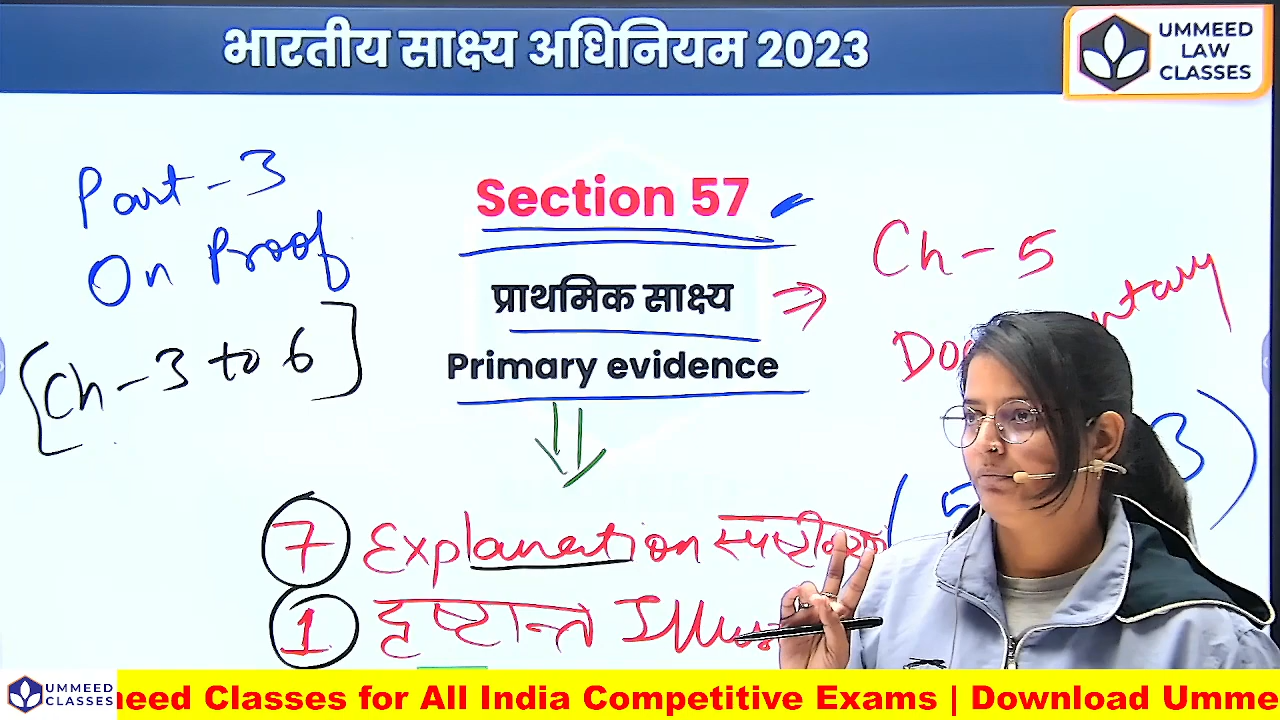 भारतीय साक्ष्य अधिनियम 2023
UMMEED
LAW
CLASSES
Part - 3
On Proof
[Ch - 3 to 6]
Section 57
प्राथमिक साक्ष्य
Primary evidence
Ch - 5
7 Explanation
1 दृष्टान्त
UMMEED
CLASSES
meed Classes for All India Competitive Exams | Download Umme